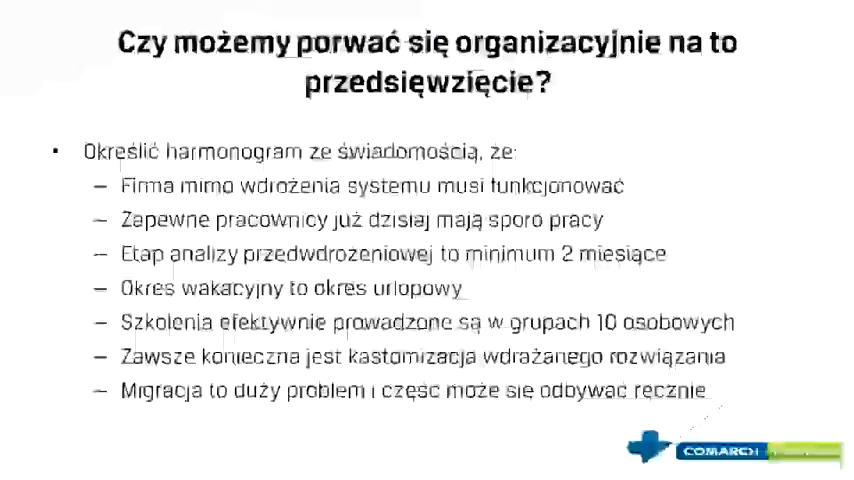 Czy możemy porwać się organizacyjnie na to
przedsięwzięcie?
• Określić harmonogram ze świadomością, że:
– Firma mimo wdrożenia systemu musi funkcjonować
– Zapewne pracownicy już dzisiaj mają sporo pracy
– Etap analizy przedwdrożeniowej to minimum 2 miesiące
– Okres wakacyjny to okres urlopowy
– Szkolenia efektywnie prowadzone są w grupach 10 osobowych
– Zawsze konieczna jest kastomizacja wdrażanego rozwiązania
– Migracja to duży problem i część może się odbywać ręcznie
COMARCH